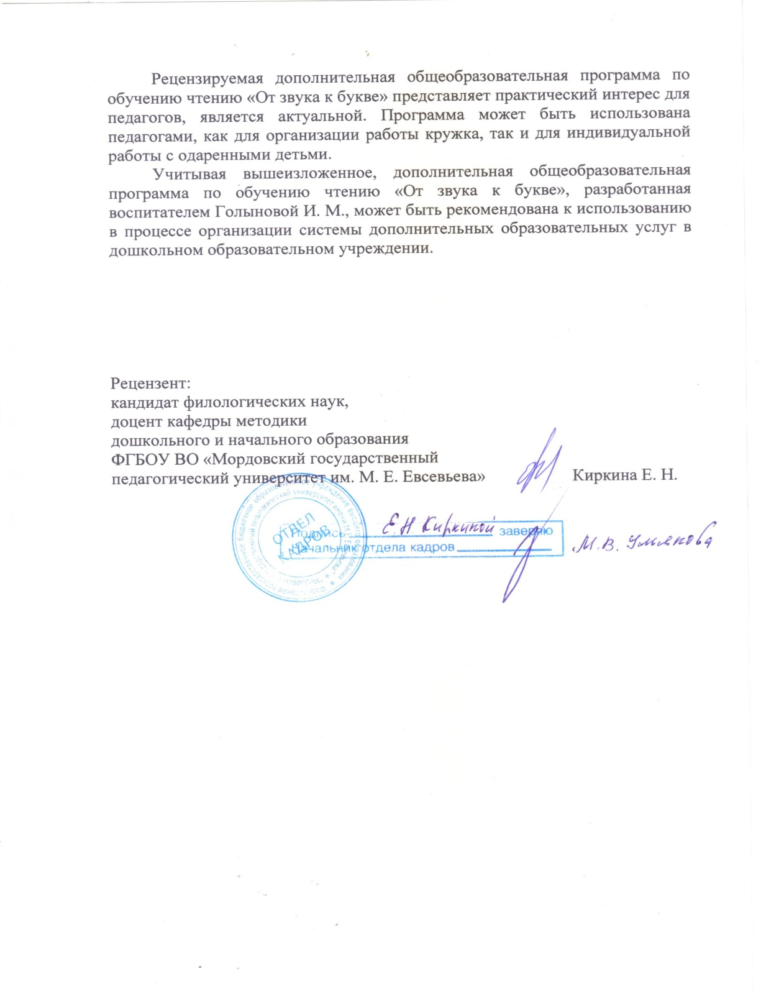 Рецензируемая дополнительная общеобразовательная программа по
обучению чтению «От звука к букве» представляет практический интерес для
педагогов, является актуальной. Программа может быть использована
педагогами, как для организации работы кружка, так и для индивидуальной
работы с одаренными детьми.
Учитывая вышеизложенное, дополнительная общеобразовательная
программа по обучению чтению «От звука к букве», разработанная
воспитателем Голыновой И. М., может быть рекомендована к использованию
в процессе организации системы дополнительных образовательных услуг в
дошкольном образовательном учреждении.
Рецензент:
кандидат филологических наук,
доцент кафедры методики
дошкольного и начального образования
ФГБОУ ВО «Мордовский государственный
педагогический университет им. М. Е. Евсевьева»
Киркина Е. Н.
ОТДЕЛ
КАДРОВ
Подпись Е.Н. Киркиной заверяю
Начальник отдела кадров
М.В. Умякова